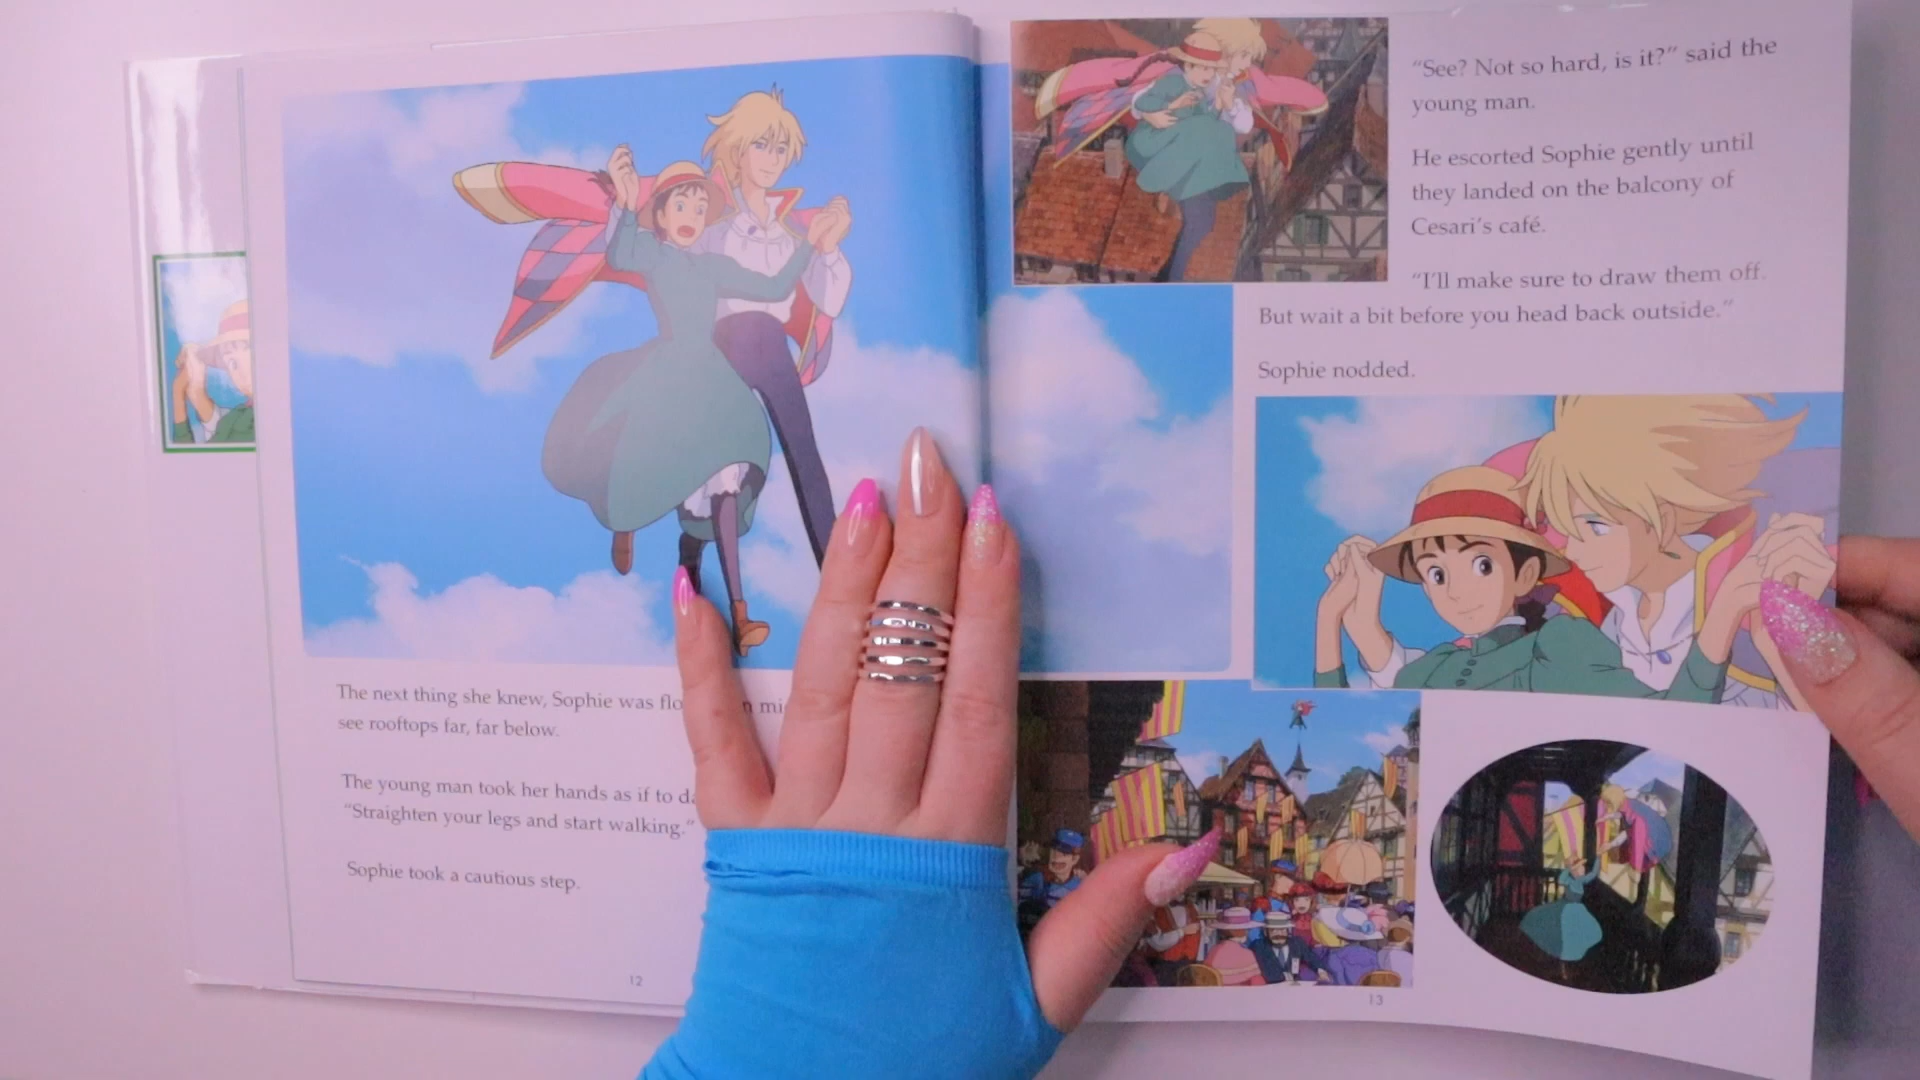 The next thing she knew, Sophie was
see rooftops far, far below.
The young man took her hands as if to
“Straighten your legs and start walking.”
Sophie took a cautious step.
12
“See? Not so hard, is it?” said the
young man.
He escorted Sophie gently until
they landed on the balcony of
Cesari’s café.
“I’ll make sure to draw them off.
But wait a bit before you head back outside.”
Sophie nodded.
13